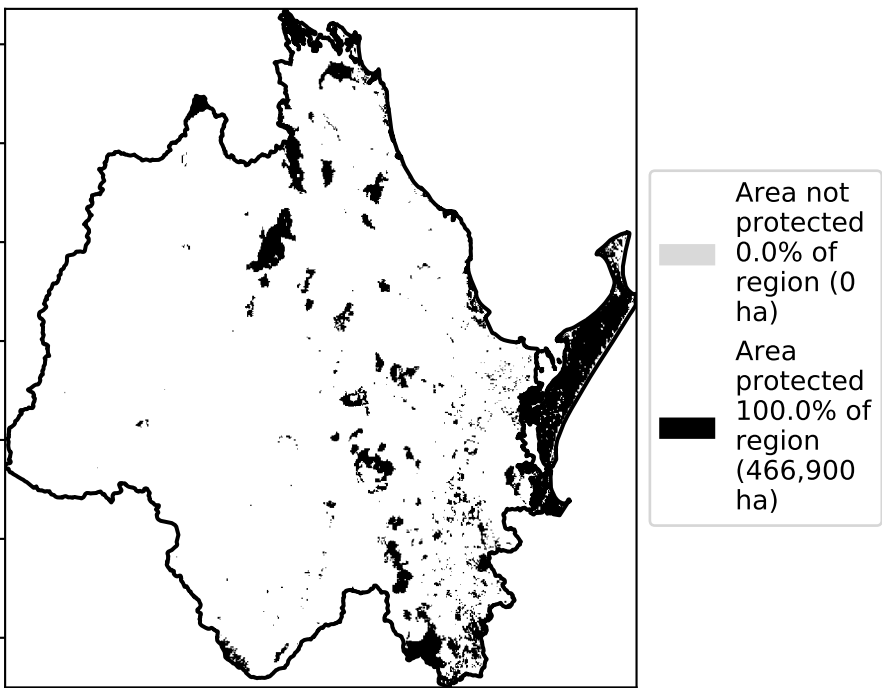 Area not
protected
0.0% of
region (0
ha)
Area
protected
100.0% of
region
(466,900
ha)